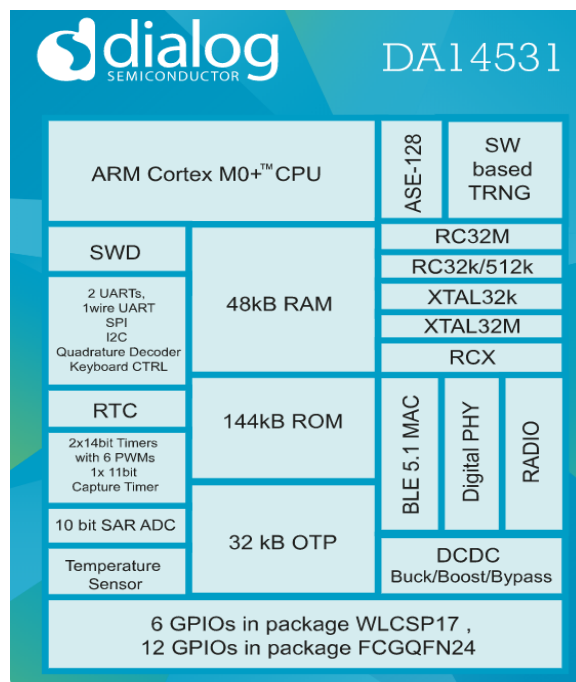 dialog
SEMICONDUCTOR
DA14531
ARM Cortex M0+™ CPU
ASE-128
SW
based
TRNG
SWD
48kB RAM
RC32M
RC32k/512k
XTAL32k
XTAL32M
RCX
2 UARTs,
1wire UART
SPI
I2C
Quadrature Decoder
Keyboard CTRL
RTC
144kB ROM
BLE 5.1 MAC
Digital PHY
RADIO
2x14bit Timers
with 6 PWMs
1x 11bit
Capture Timer
10 bit SAR ADC
32 kB OTP
DCDC
Buck/Boost/Bypass
Temperature
Sensor
6 GPIOs in package WLCSP17 ,
12 GPIOs in package FCGQFN24